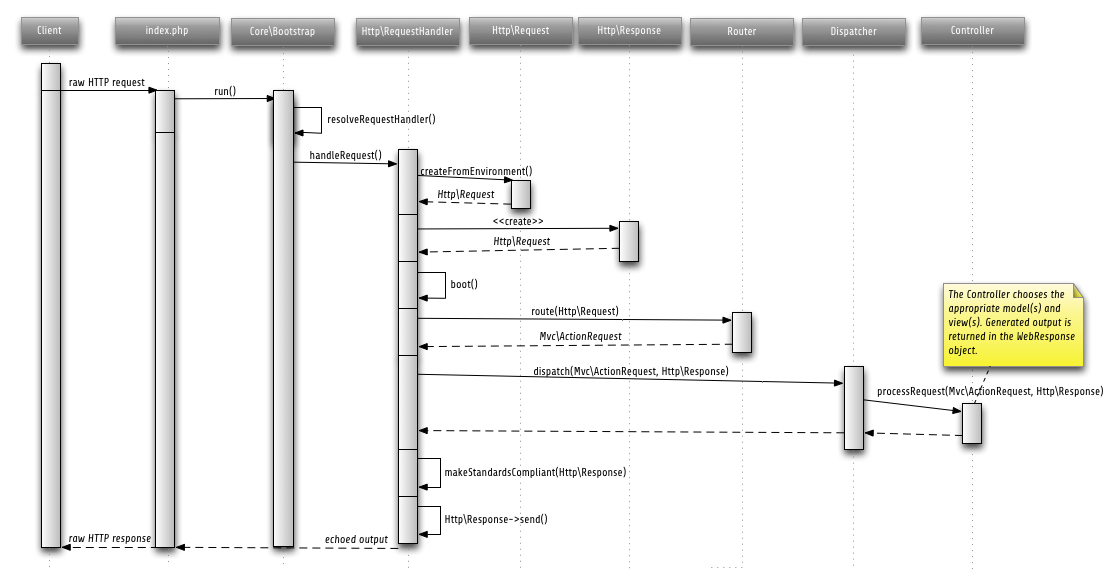 Client
index.php
Core\Bootstrap
Http\RequestHandler
Http\Request
Http\Response
Router
Dispatcher
Controller
raw HTTP request
run()
resolveRequestHandler()
handleRequest()
createFromEnvironment()
Http\Request
<<create>>
Http\Request
boot()
The Controller chooses the
appropriate model(s) and
view(s). Generated output is
returned in the WebResponse
object.
route(Http\Request)
Mvc\ActionRequest
dispatch(Mvc\ActionRequest, Http\Response)
processRequest(Mvc\ActionRequest, Http\Response)
makeStandardsCompliant(Http\Response)
Http\Response->send()
raw HTTP response
echoed output